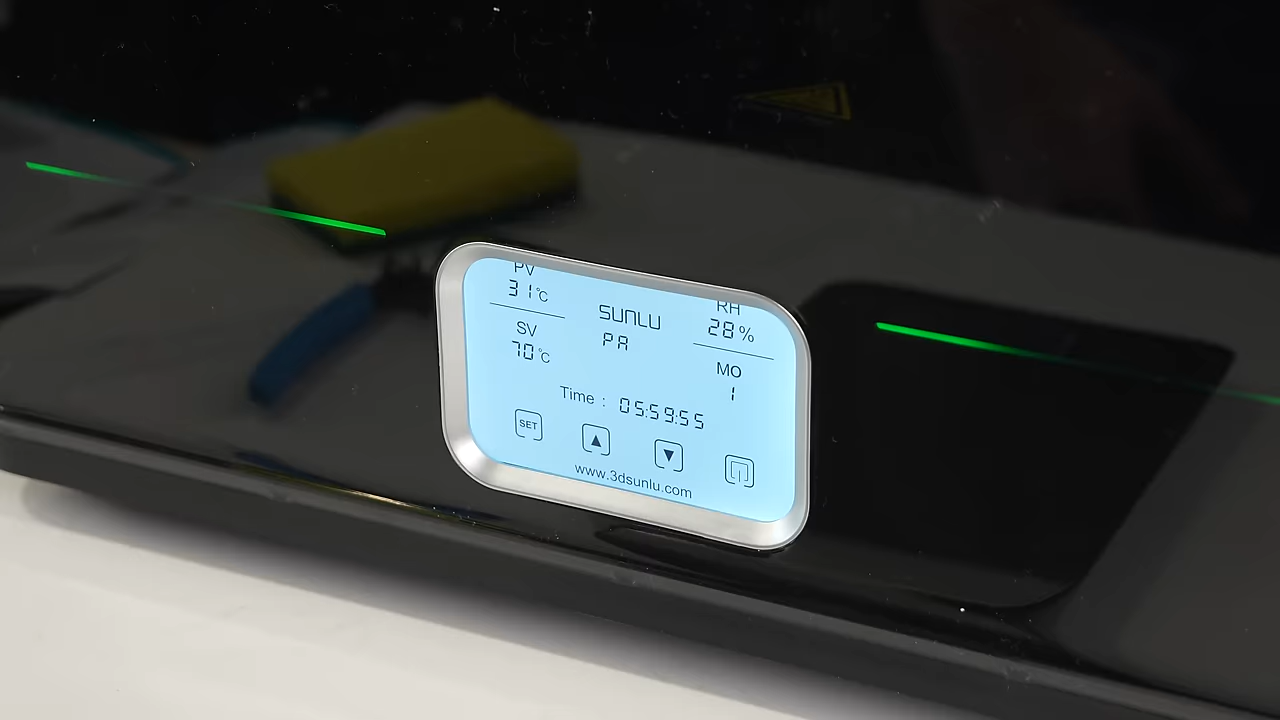 PV
31°C
SV
70°C
SUNLU
PA
RH
28%
MO
1
Time : 05:59:55
SET
▲
▼
www.3dsunlu.com